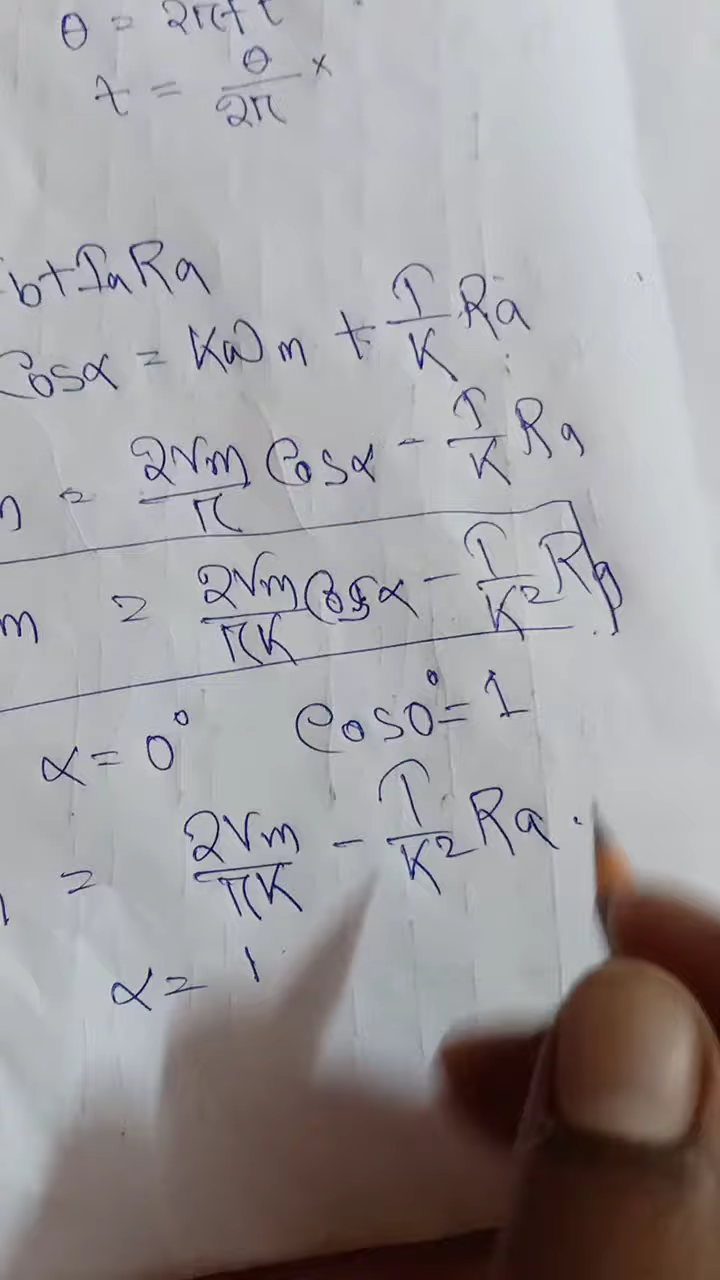 θ = 2πft
t = θ/2π ×
b + IaRa
Cosα = Kωm + T/K Ra
= 2Vm/π Cosα - T/K Ra
m = 2Vm/πK Cosα - T/K² Ra
α = 0° Cos0° = 1
= 2Vm/πK - T/K² Ra.
α = 1